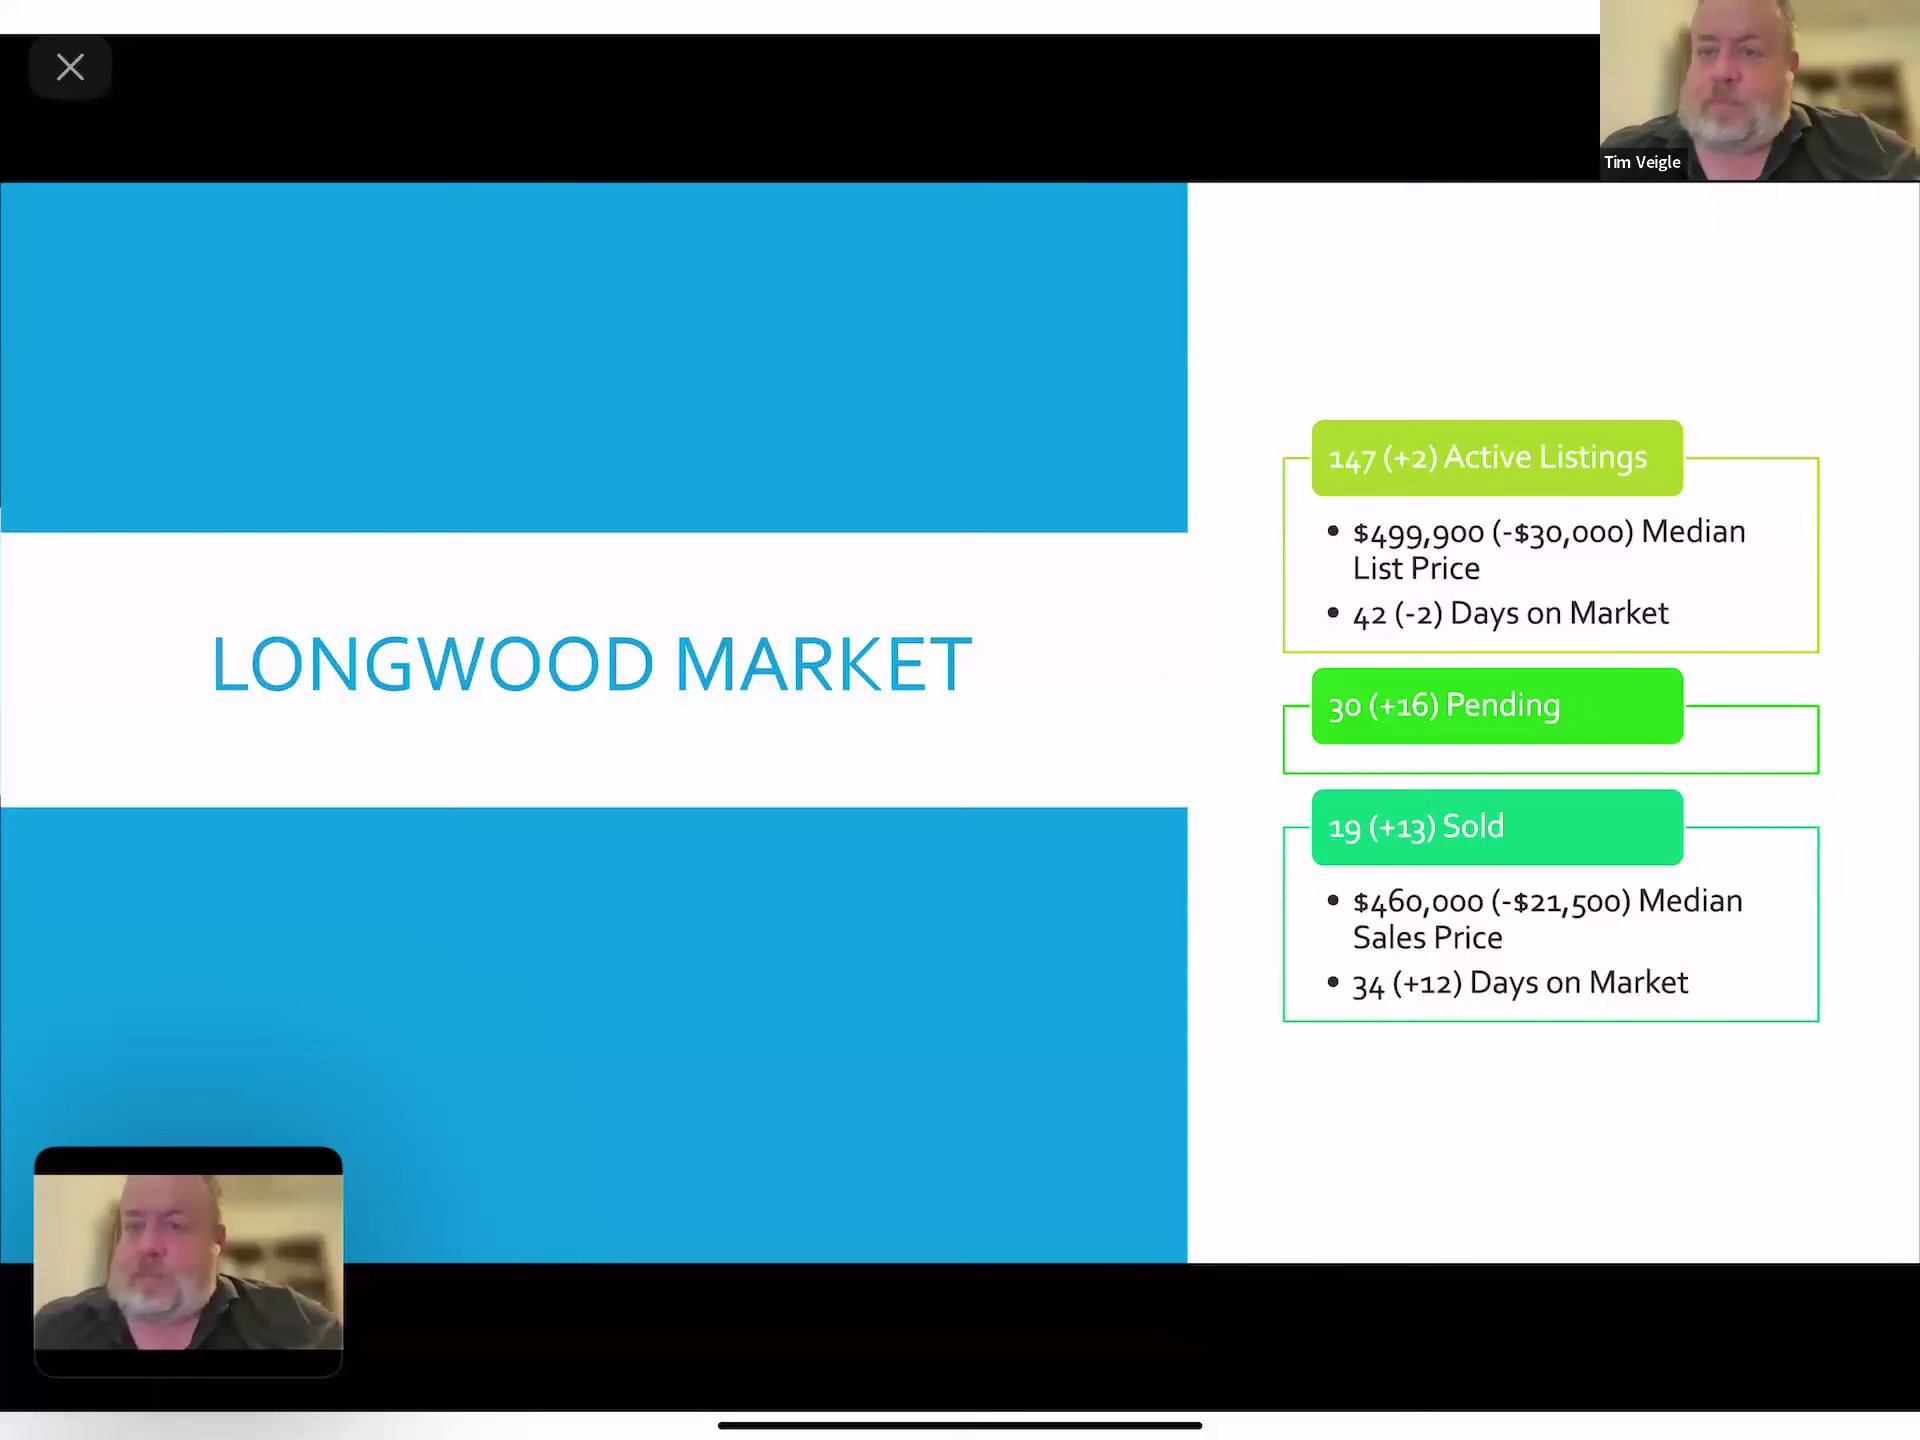 Tim Veigle
LONGWOOD MARKET
147 (+2) Active Listings
• $499,900 (-$30,000) Median
List Price
• 42 (-2) Days on Market
30 (+16) Pending
19 (+13) Sold
• $460,000 (-$21,500) Median
Sales Price
• 34 (+12) Days on Market